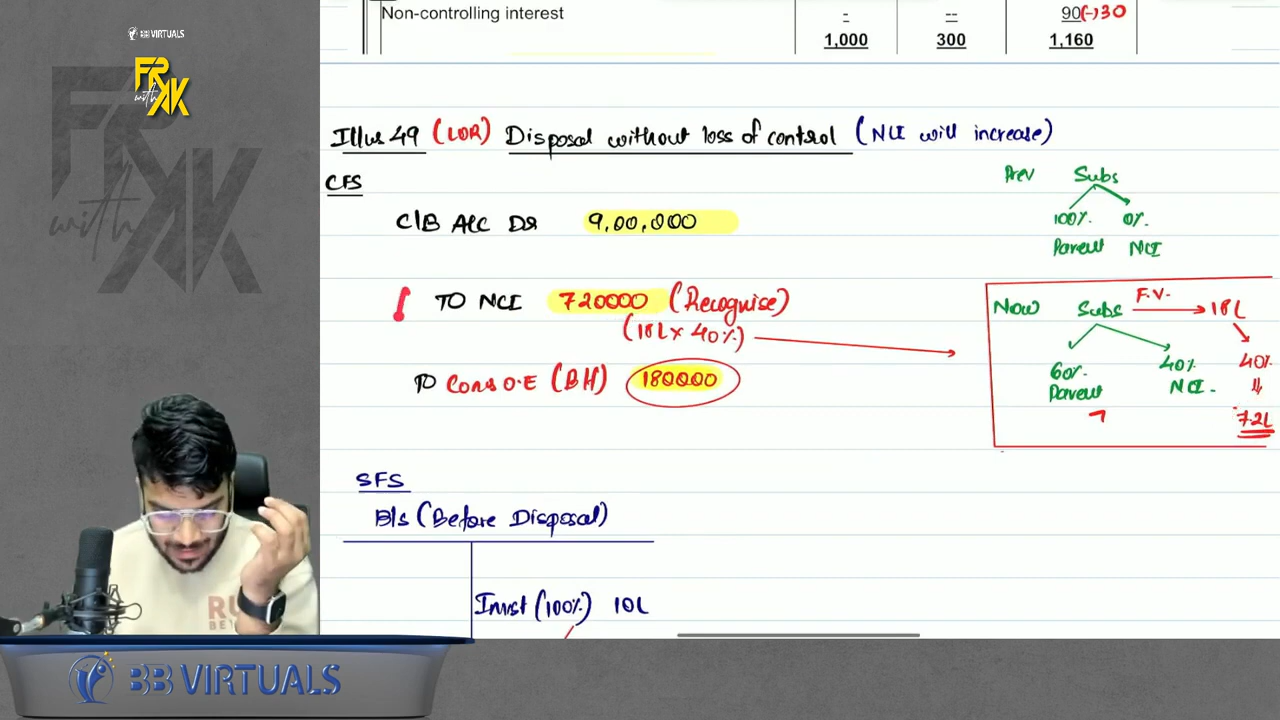 Non-controlling interest - -- 90 (-) 30
1,000 300 1,160
BB VIRTUALS
FR with AK
Illus 49 (LDR) Disposal without loss of control (NCI will increase)
CFS
C/B A/C DR 9,00,000
TO NCI 720000 (Recognise)
(18L x 40%)
TO Cons O.E (BH) 180000
Prev Subs
100% 0%
Parent NCI
Now Subs F.V. 18L
60% 40% 40%
Parent NCI
7.2L
SFS
B/s (Before Disposal)
Invst (100%) 10L
BB VIRTUALS